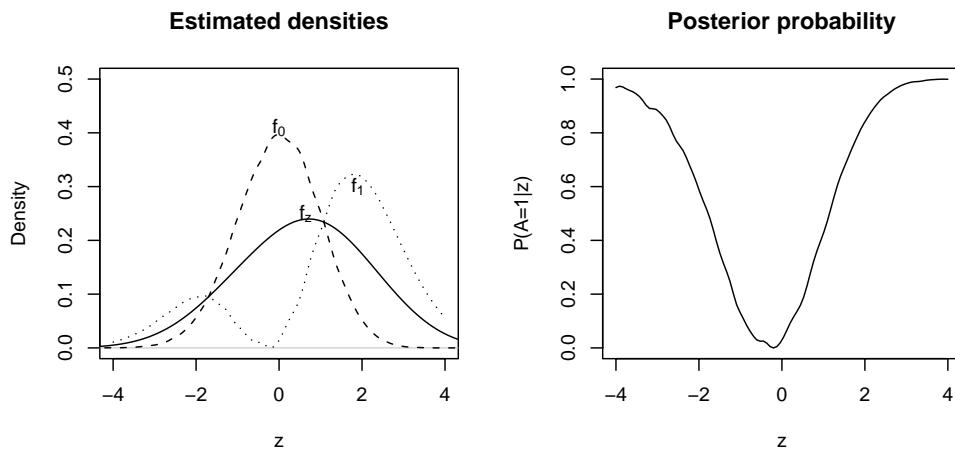 Estimated densities
Density
0.0 0.1 0.2 0.3 0.4 0.5
f0
f1
fz
−4 −2 0 2 4
z
Posterior probability
P(A=1|z)
0.0 0.2 0.4 0.6 0.8 1.0
−4 −2 0 2 4
z